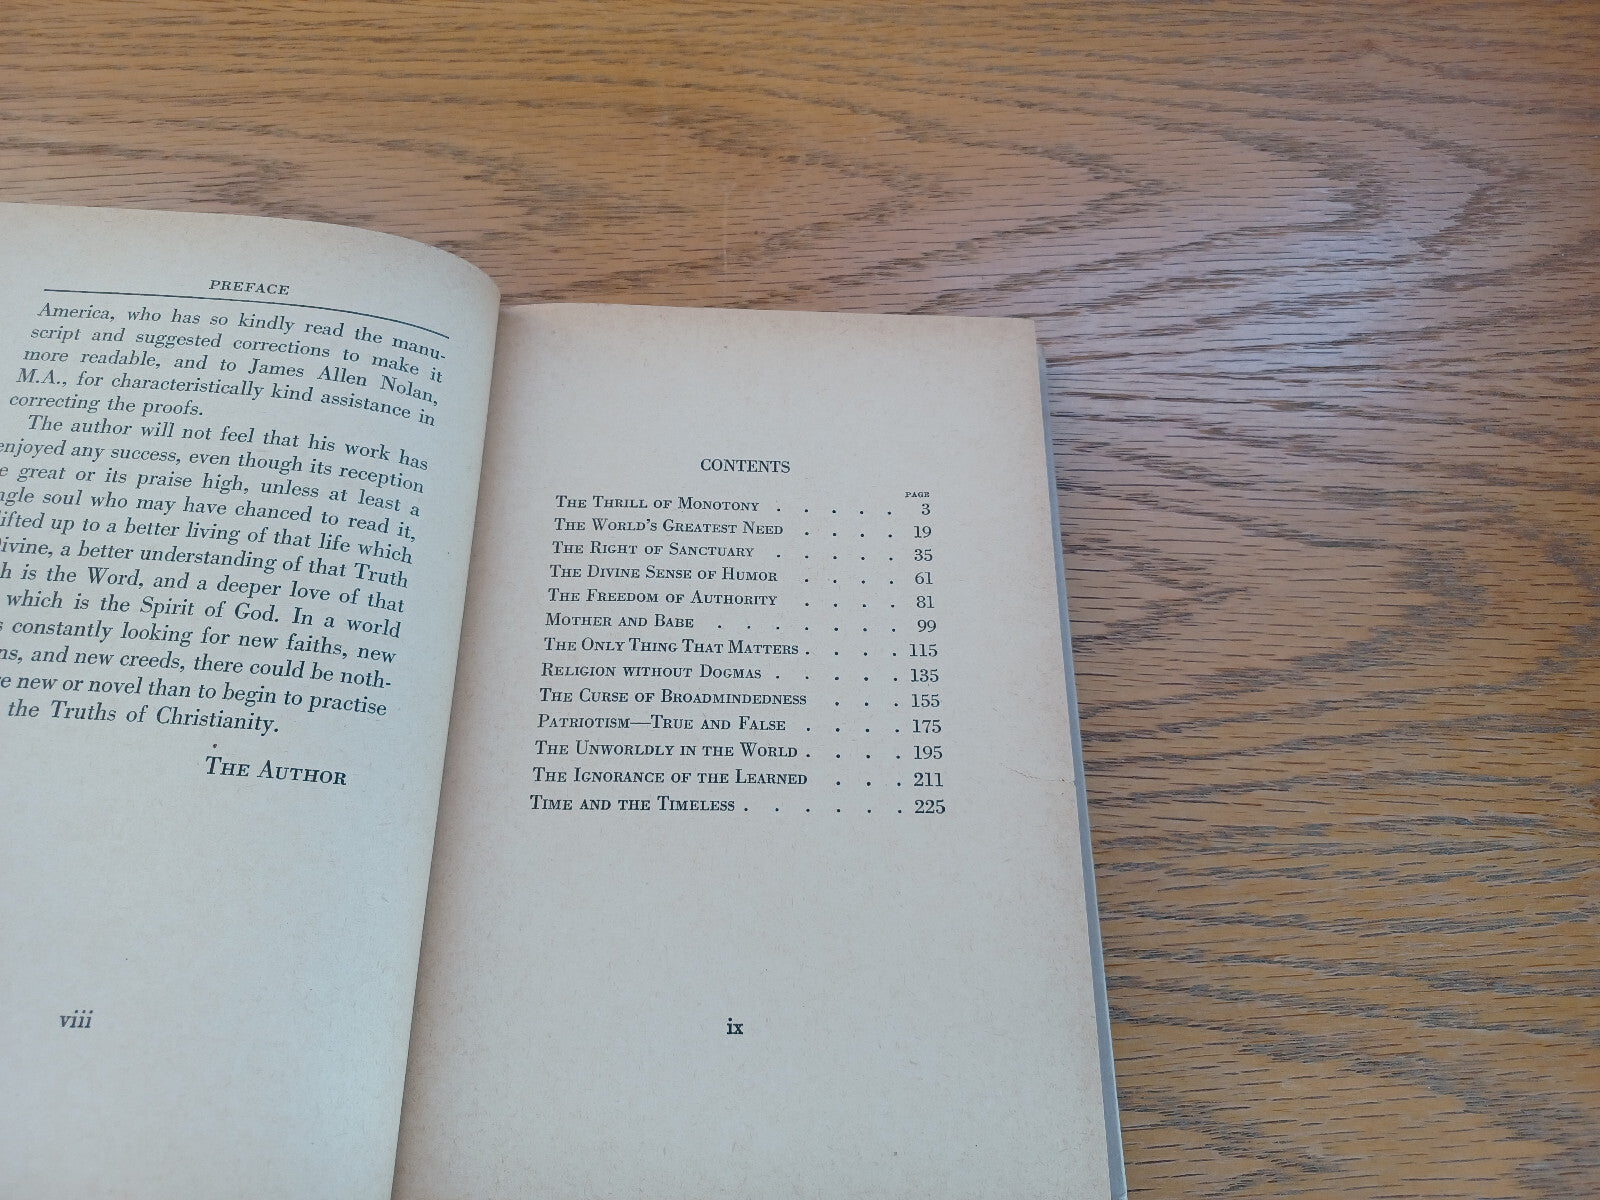 PREFACE
America, who has so kindly read the manu-
script and suggested corrections to make it
more readable, and to James Allen Nolan,
M.A., for characteristically kind assistance in
correcting the proofs.
The author will not feel that his work has
enjoyed any success, even though its reception
great or its praise high, unless at least a
soul who may have chanced to read it,
lifted up to a better living of that life which
Divine, a better understanding of that Truth
is the Word, and a deeper love of that
which is the Spirit of God. In a world
constantly looking for new faiths, new
and new creeds, there could be noth-
new or novel than to begin to practise
the Truths of Christianity.
THE AUTHOR
viii
CONTENTS
PAGE
THE THRILL OF MONOTONY . . . . . 3
THE WORLD'S GREATEST NEED . . . . 19
THE RIGHT OF SANCTUARY . . . . . 35
THE DIVINE SENSE OF HUMOR . . . . 61
THE FREEDOM OF AUTHORITY . . . . 81
MOTHER AND BABE . . . . . . . 99
THE ONLY THING THAT MATTERS . . . . 115
RELIGION WITHOUT DOGMAS . . . . . 135
THE CURSE OF BROADMINDEDNESS . . . 155
PATRIOTISM—TRUE AND FALSE . . . . 175
THE UNWORLDLY IN THE WORLD . . . . 195
THE IGNORANCE OF THE LEARNED . . . 211
TIME AND THE TIMELESS . . . . . . 225
ix